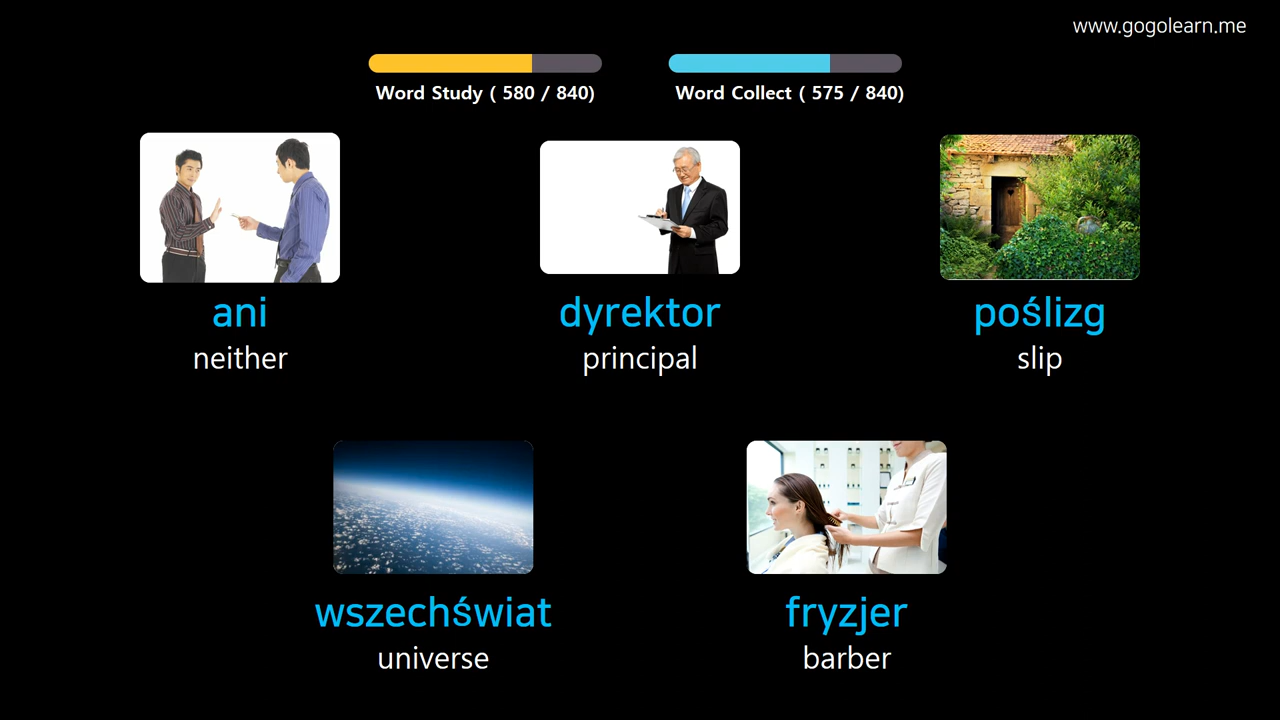 www.gogolearn.me
Word Study ( 580 / 840)
Word Collect ( 575 / 840)
ani
neither
dyrektor
principal
poślizg
slip
wszechświat
universe
fryzjer
barber